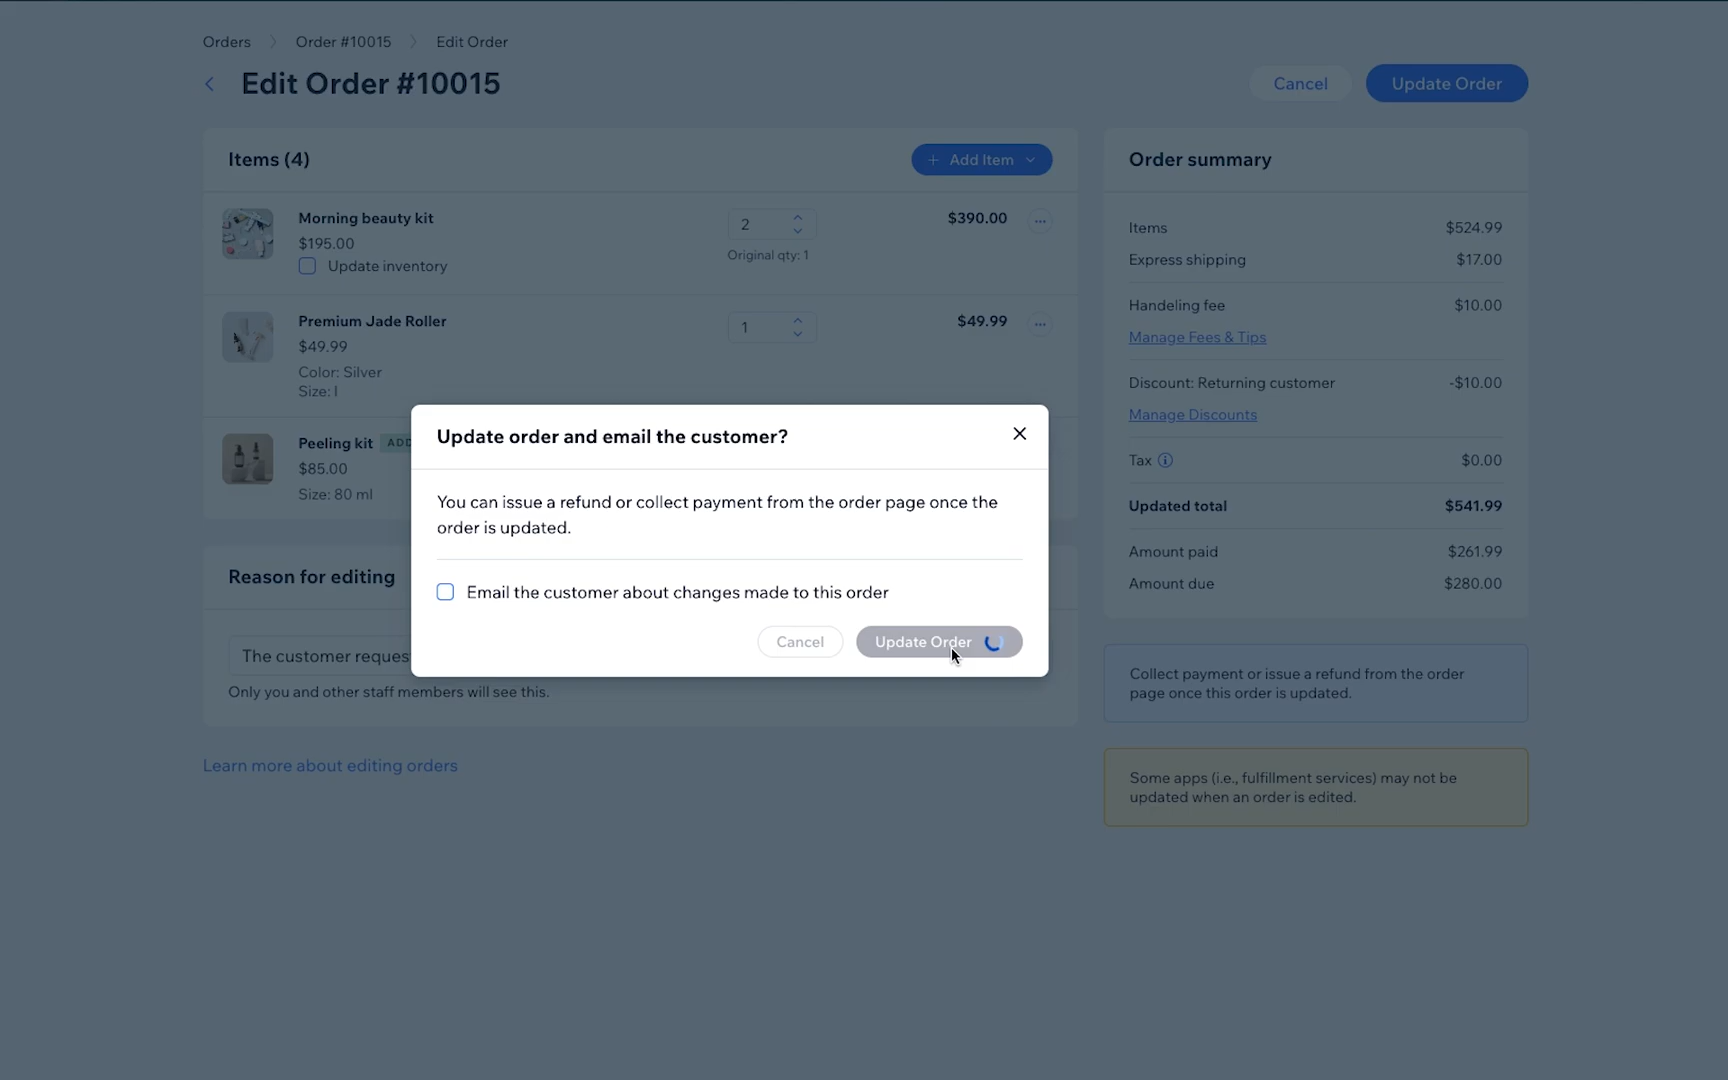 Orders
Order #10015
Edit Order
Edit Order #10015
Cancel
Update Order
Items (4)
+ Add Item
Order summary
Morning beauty kit
$195.00
Update inventory
2
Original qty: 1
$390.00
Premium Jade Roller
$49.99
Color: Silver
Size: l
1
$49.99
Peeling kit
ADD
$85.00
Size: 80 ml
Items
$524.99
Express shipping
$17.00
Handeling fee
$10.00
Manage Fees & Tips
Discount: Returning customer
-$10.00
Manage Discounts
Tax
$0.00
Updated total
$541.99
Amount paid
$261.99
Amount due
$280.00
Update order and email the customer?
You can issue a refund or collect payment from the order page once the
order is updated.
Email the customer about changes made to this order
Cancel
Update Order
Reason for editing
The customer reques
Only you and other staff members will see this.
Learn more about editing orders
Collect payment or issue a refund from the order
page once this order is updated.
Some apps (i.e., fulfillment services) may not be
updated when an order is edited.